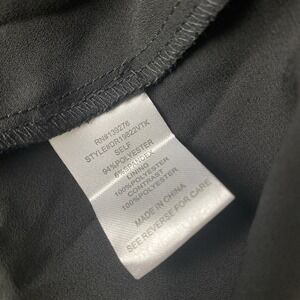 RN#139276
STYLE#DR19822VTK
SELF
94%POLYESTER
6%SPANDEX
LINING
100%POLYESTER
CONTRAST
100%POLYESTER
MADE IN CHINA
SEE REVERSE FOR CARE